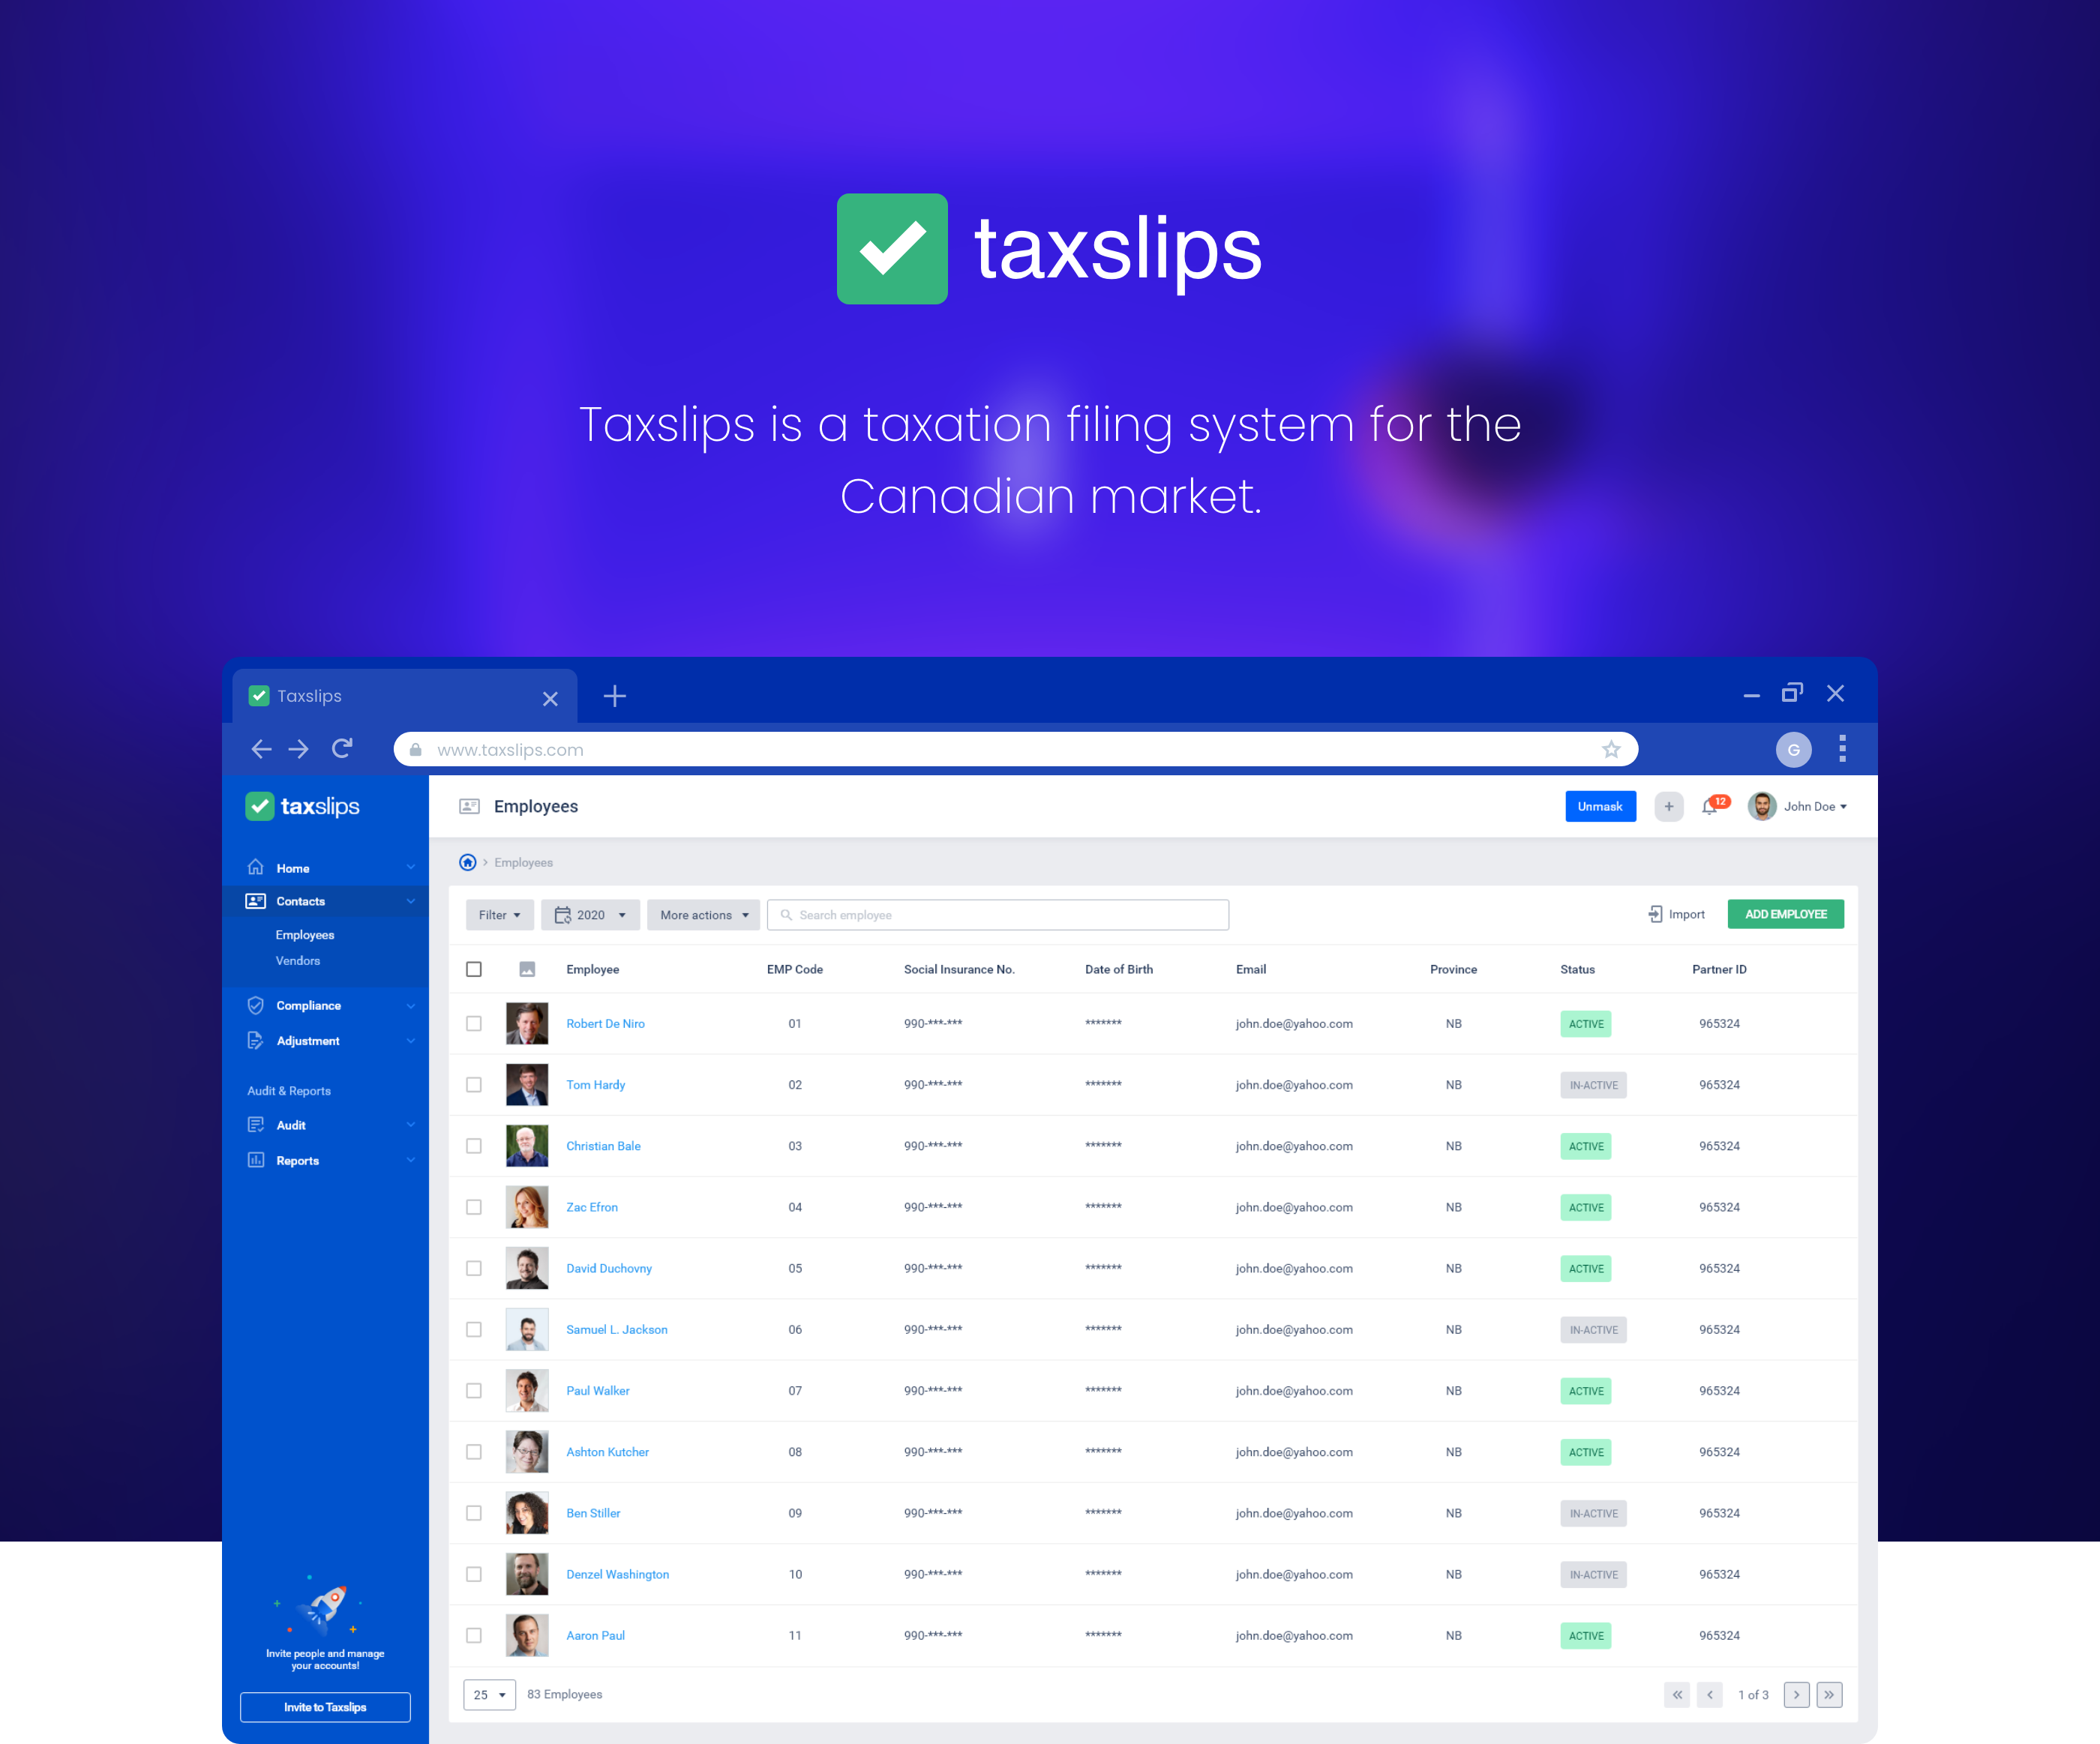 taxslips
Taxslips is a taxation filing system for the
Canadian market.
Taxslips
www.taxslips.com
G
taxslips
Employees
Unmask
+
12
John Doe
Home
Contacts
Employees
Vendors
Compliance
Adjustment
Audit & Reports
Audit
Reports
Invite people and manage
your accounts!
Invite to Taxslips
> Employees
Filter 2020 More actions Search employee Import ADD EMPLOYEE
Employee EMP Code Social Insurance No. Date of Birth Email Province Status Partner ID
Robert De Niro 01 990-***-*** ******* john.doe@yahoo.com NB ACTIVE 965324
Tom Hardy 02 990-***-*** ******* john.doe@yahoo.com NB IN-ACTIVE 965324
Christian Bale 03 990-***-*** ******* john.doe@yahoo.com NB ACTIVE 965324
Zac Efron 04 990-***-*** ******* john.doe@yahoo.com NB ACTIVE 965324
David Duchovny 05 990-***-*** ******* john.doe@yahoo.com NB ACTIVE 965324
Samuel L. Jackson 06 990-***-*** ******* john.doe@yahoo.com NB IN-ACTIVE 965324
Paul Walker 07 990-***-*** ******* john.doe@yahoo.com NB ACTIVE 965324
Ashton Kutcher 08 990-***-*** ******* john.doe@yahoo.com NB ACTIVE 965324
Ben Stiller 09 990-***-*** ******* john.doe@yahoo.com NB IN-ACTIVE 965324
Denzel Washington 10 990-***-*** ******* john.doe@yahoo.com NB IN-ACTIVE 965324
Aaron Paul 11 990-***-*** ******* john.doe@yahoo.com NB ACTIVE 965324
25 83 Employees « < 1 of 3 > »